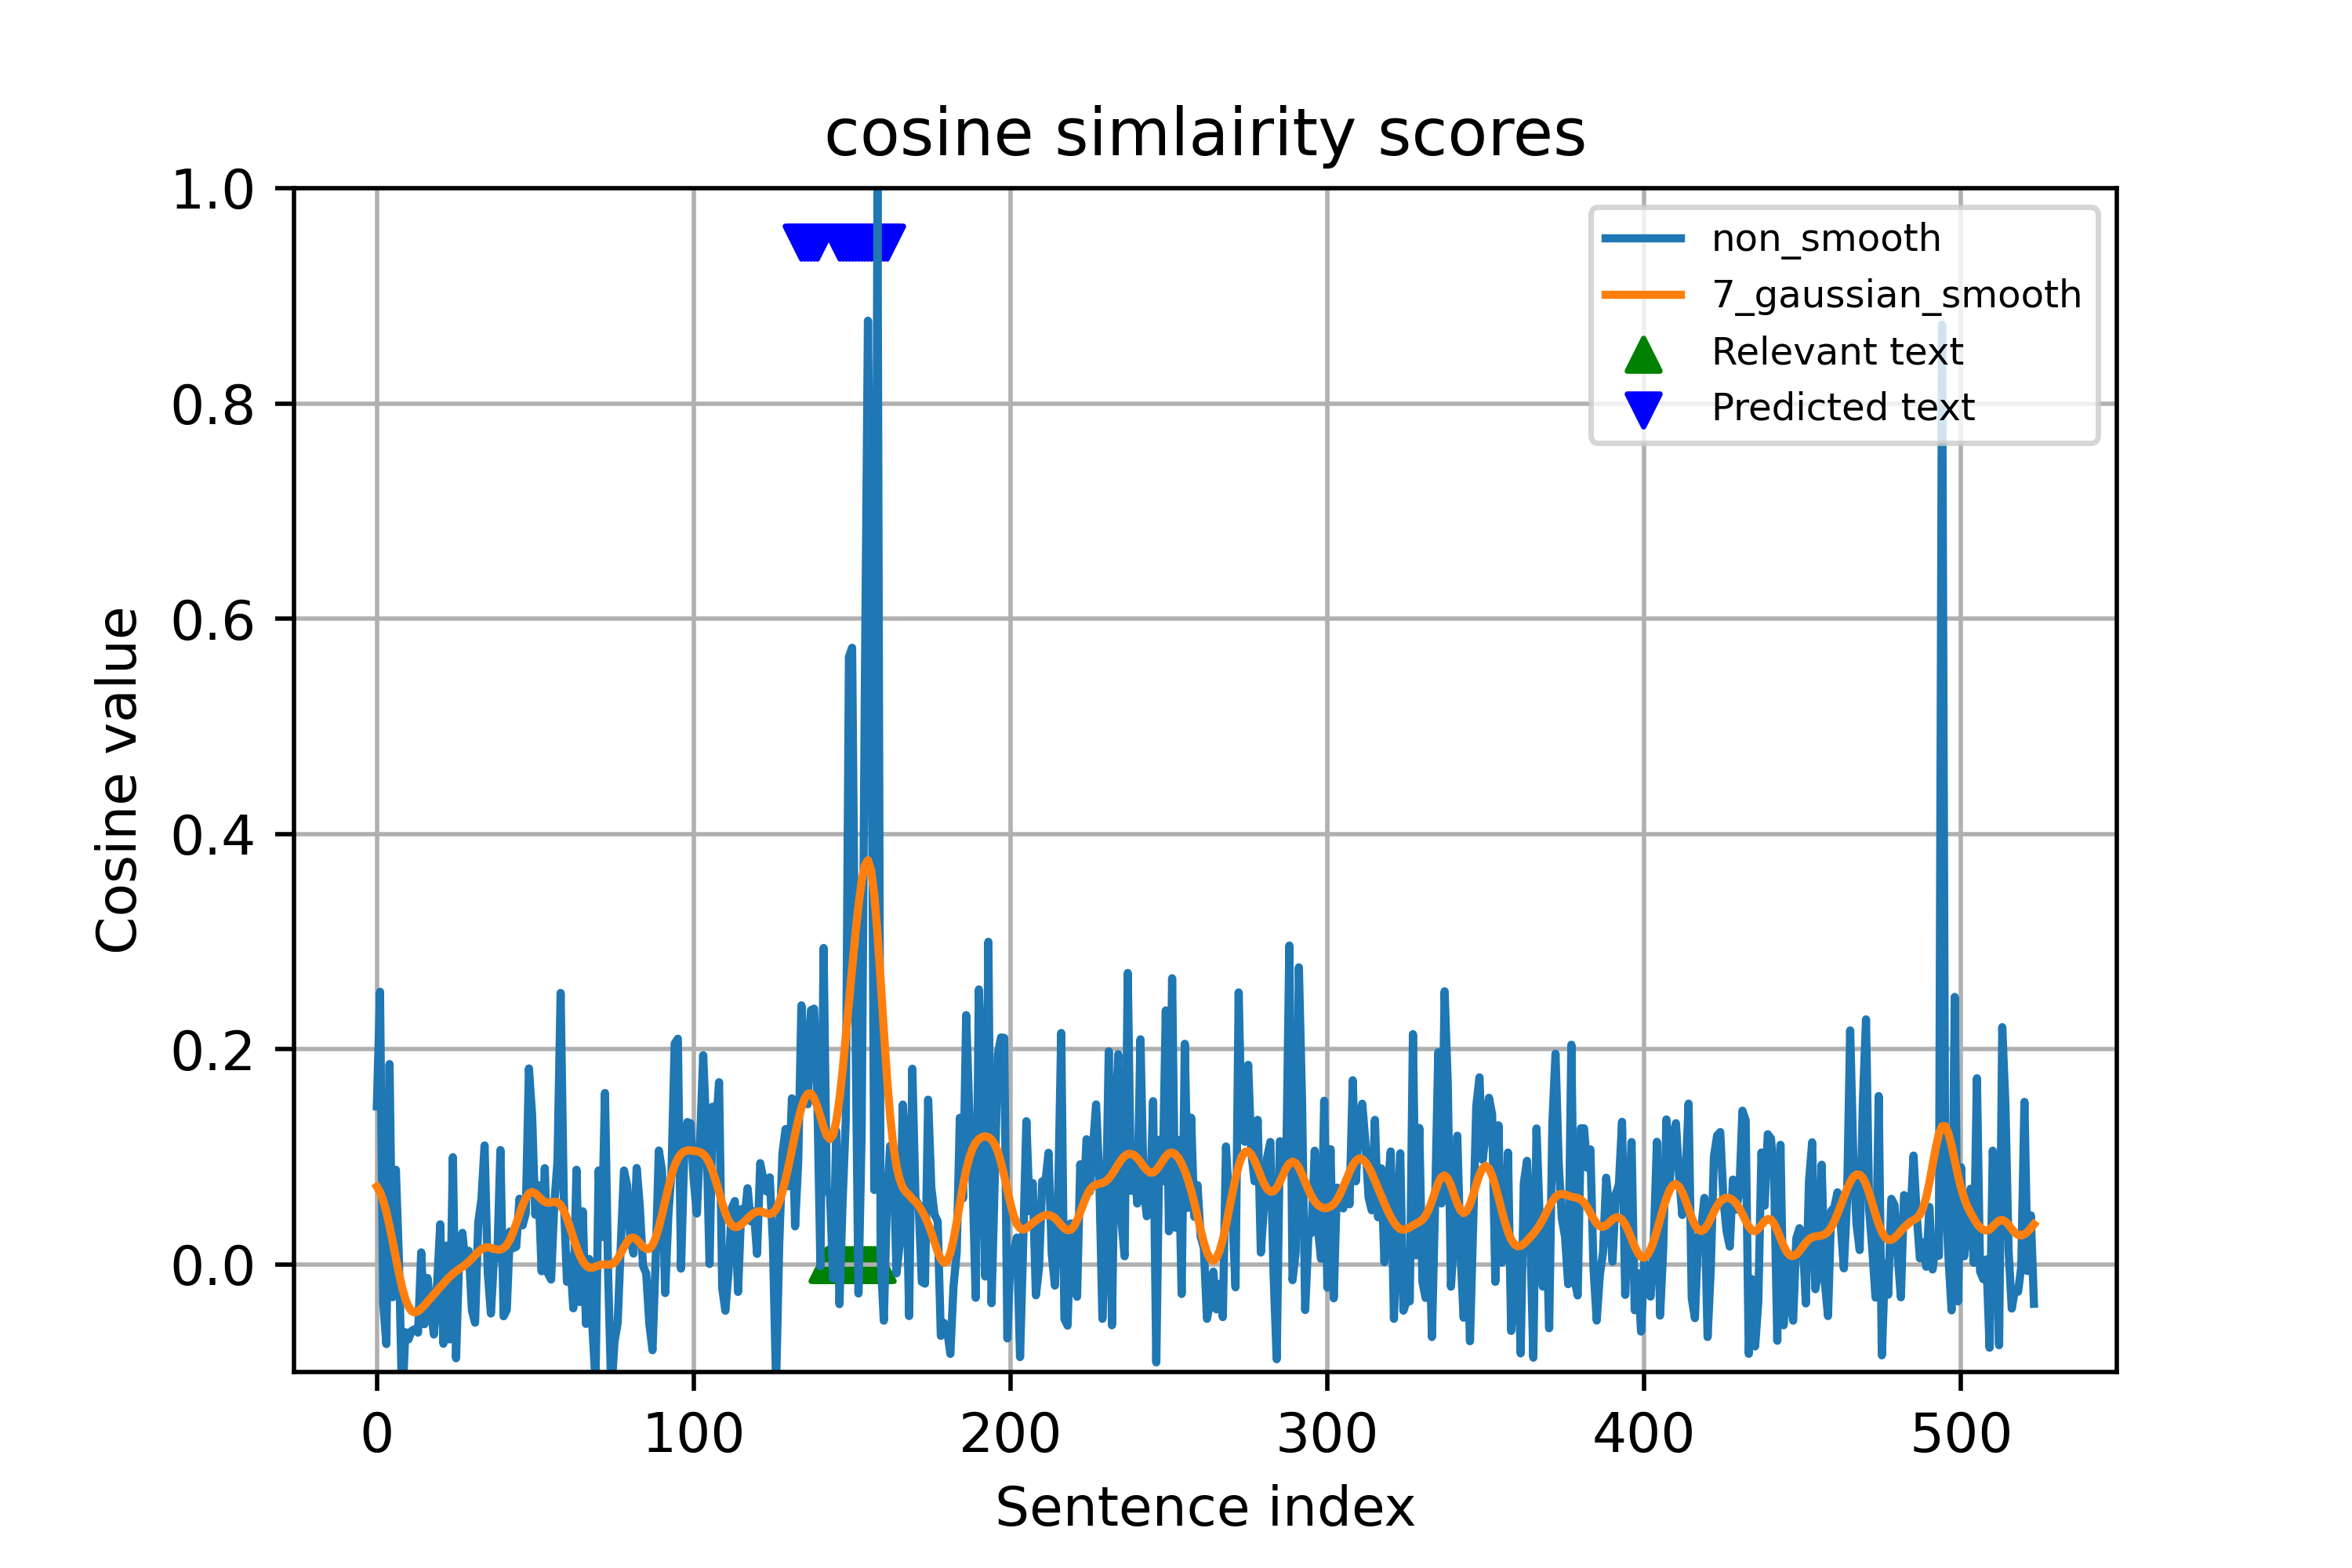 cosine simlairity scores
1.0
0.8
0.6
0.4
0.2
0.0
Cosine value
non_smooth
7_gaussian_smooth
Relevant text
Predicted text
0 100 200 300 400 500
Sentence index